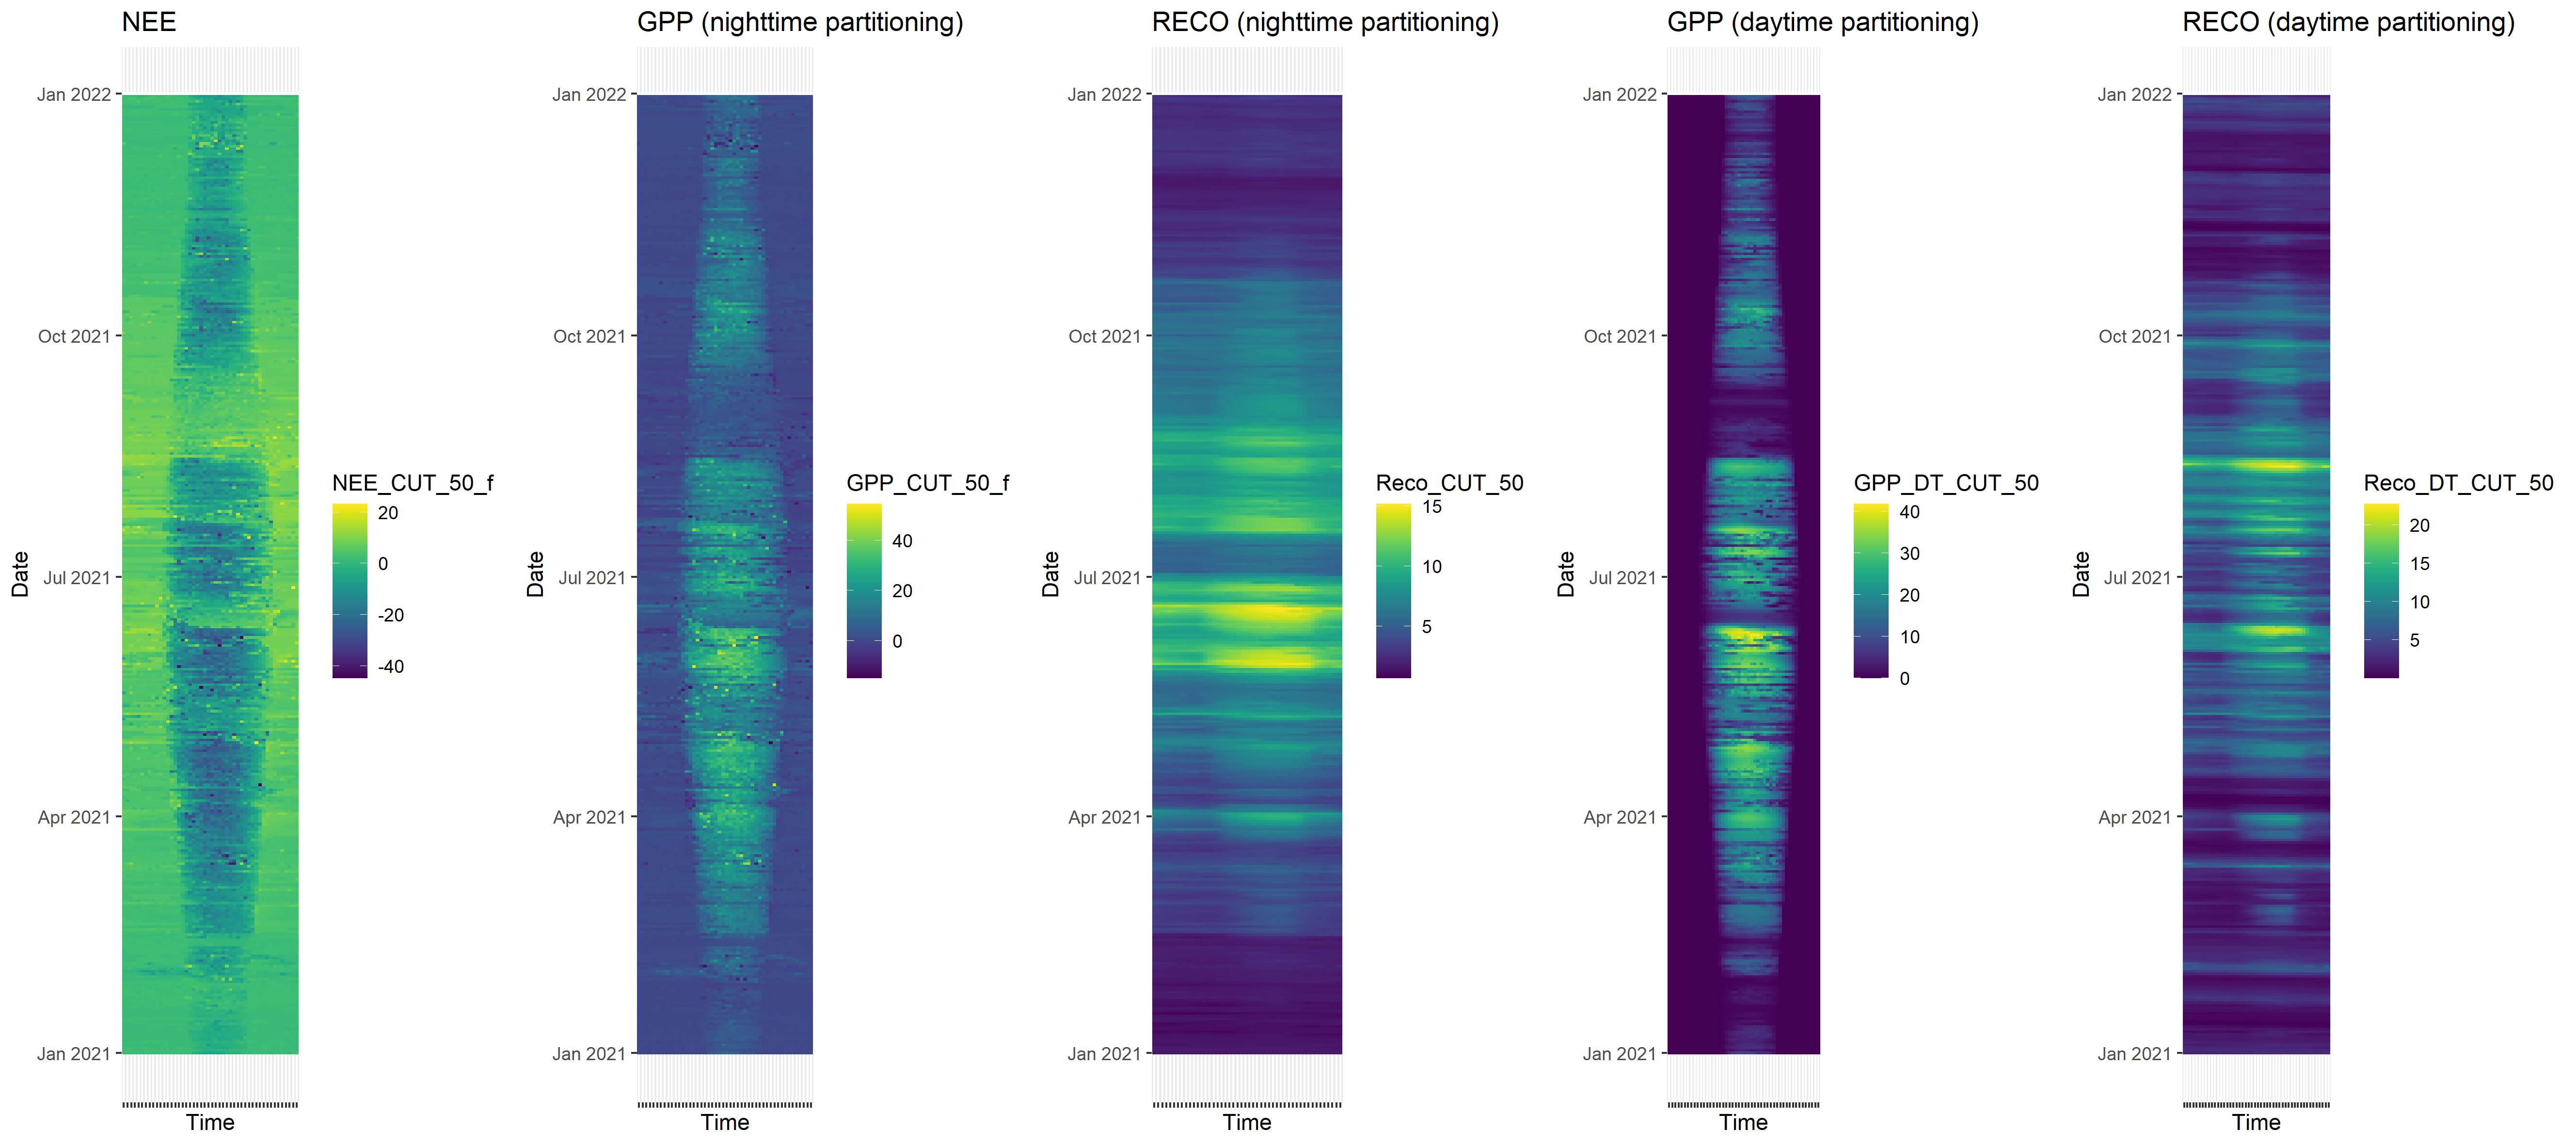 NEE
Jan 2022
Oct 2021
Jul 2021
Apr 2021
Jan 2021
Date
Time
NEE_CUT_50_f
20
0
-20
-40
GPP (nighttime partitioning)
Jan 2022
Oct 2021
Jul 2021
Apr 2021
Jan 2021
Date
Time
GPP_CUT_50_f
40
20
0
RECO (nighttime partitioning)
Jan 2022
Oct 2021
Jul 2021
Apr 2021
Jan 2021
Date
Time
Reco_CUT_50
15
10
5
GPP (daytime partitioning)
Jan 2022
Oct 2021
Jul 2021
Apr 2021
Jan 2021
Date
Time
GPP_DT_CUT_50
40
30
20
10
0
RECO (daytime partitioning)
Jan 2022
Oct 2021
Jul 2021
Apr 2021
Jan 2021
Date
Time
Reco_DT_CUT_50
20
15
10
5